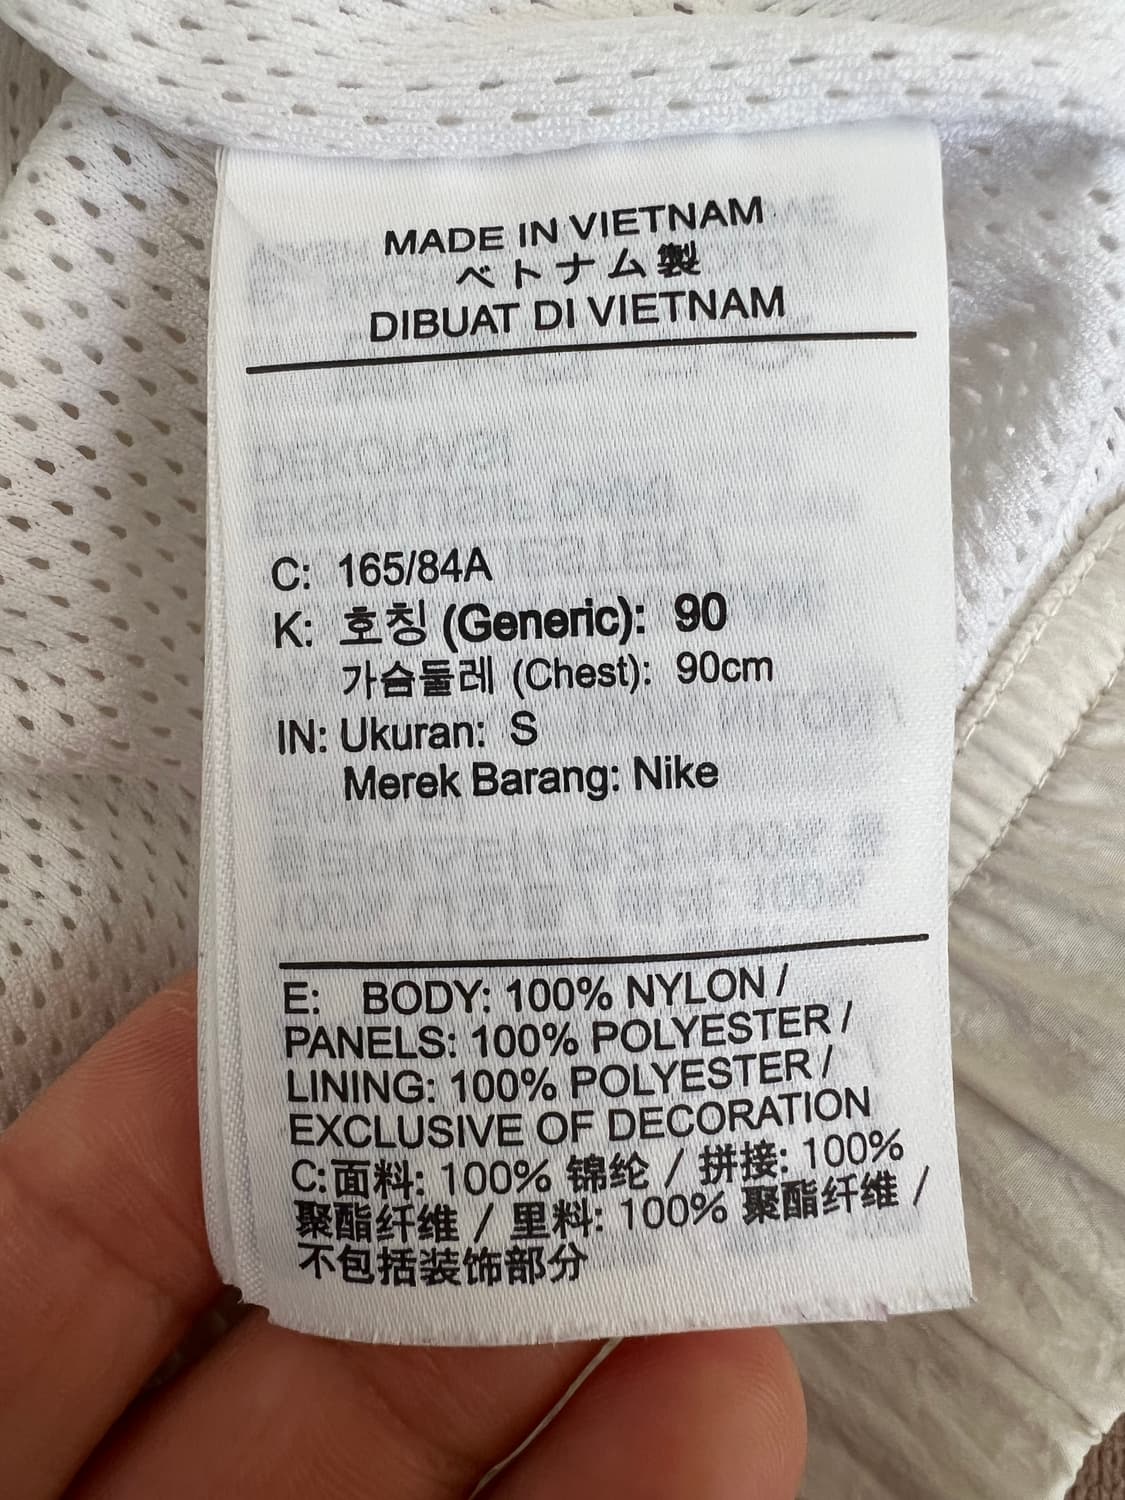 MADE IN VIETNAM
ベトナム製
DIBUAT DI VIETNAM
C: 165/84A
K: 호칭 (Generic): 90
가슴둘레 (Chest): 90cm
IN: Ukuran: S
Merek Barang: Nike
E: BODY: 100% NYLON /
PANELS: 100% POLYESTER /
LINING: 100% POLYESTER /
EXCLUSIVE OF DECORATION
C:面料: 100% 锦纶 / 拼接: 100%
聚酯纤维 / 里料: 100% 聚酯纤维 /
不包括装饰部分